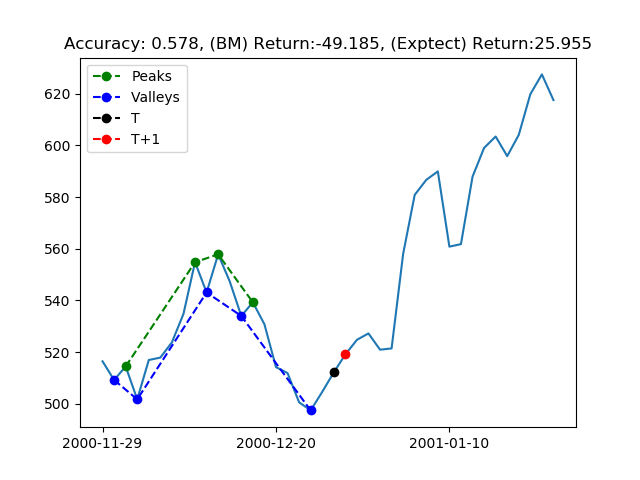 Accuracy: 0.578, (BM) Return:-49.185, (Exptect) Return:25.955
Peaks
Valleys
T
T+1
620
600
580
560
540
520
500
2000-11-29
2000-12-20
2001-01-10